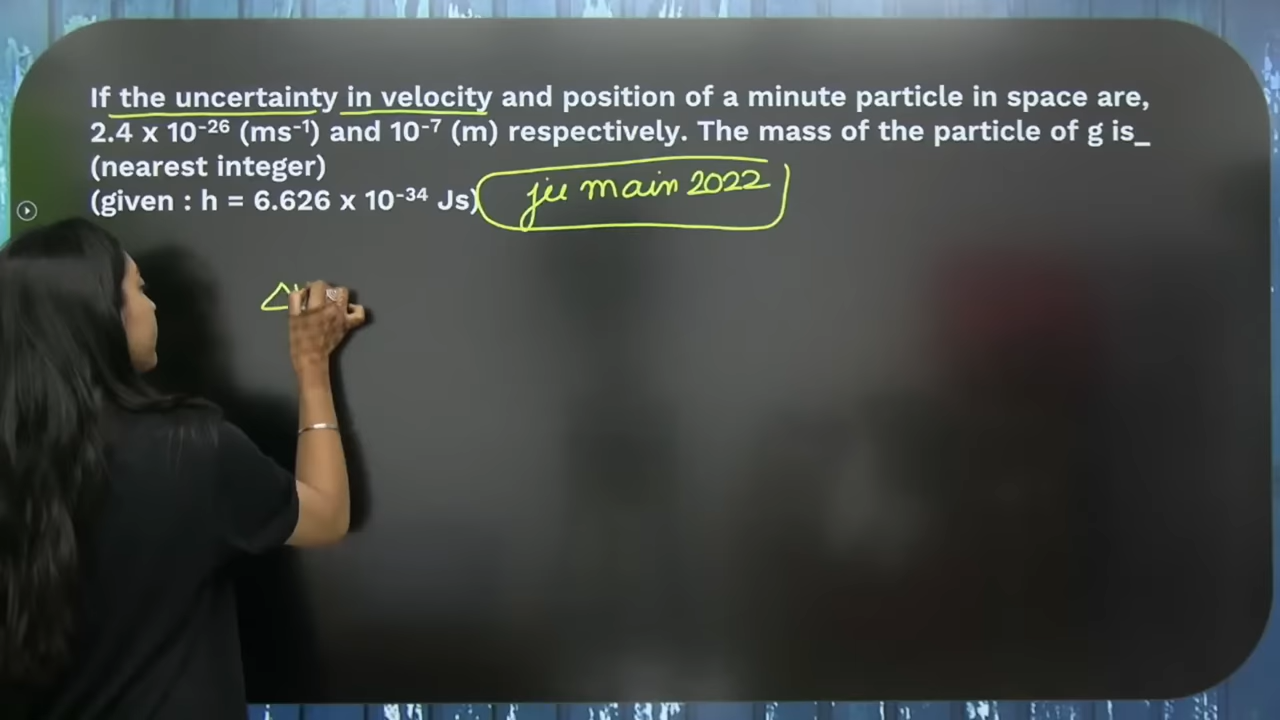 If the uncertainty in velocity and position of a minute particle in space are,
2.4 x 10⁻²⁶ (ms⁻¹) and 10⁻⁷ (m) respectively. The mass of the particle of g is_
(nearest integer)
(given : h = 6.626 x 10⁻³⁴ Js)
jee main 2022